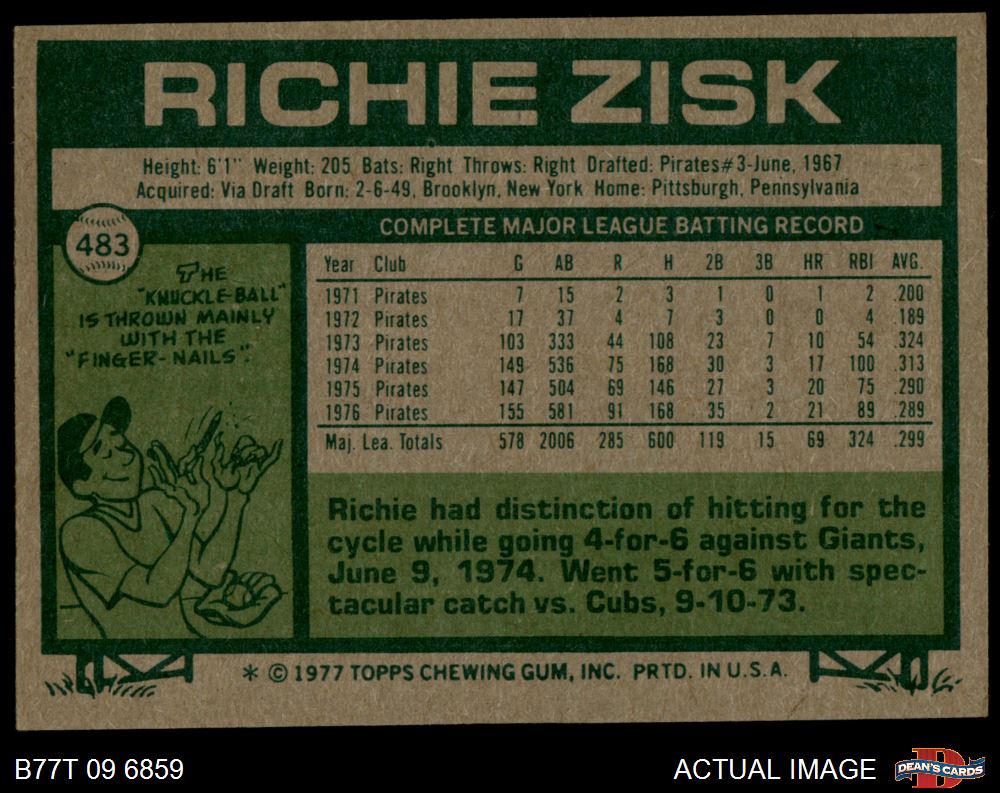 RICHIE ZISK
Height: 6'1" Weight: 205 Bats: Right Throws: Right Drafted: Pirates#3-June, 1967
Acquired: Via Draft Born: 2-6-49, Brooklyn, New York Home: Pittsburgh, Pennsylvania
483
THE
"KNUCKLE-BALL"
IS THROWN MAINLY
WITH THE
"FINGER-NAILS".
COMPLETE MAJOR LEAGUE BATTING RECORD
Year Club G AB R H 2B 3B HR RBI AVG.
1971 Pirates 7 15 2 3 1 0 1 2 .200
1972 Pirates 17 37 4 7 3 0 0 4 .189
1973 Pirates 103 333 44 108 23 7 10 54 .324
1974 Pirates 149 536 75 168 30 3 17 100 .313
1975 Pirates 147 504 69 146 27 3 20 75 .290
1976 Pirates 155 581 91 168 35 2 21 89 .289
Maj. Lea. Totals 578 2006 285 600 119 15 69 324 .299
Richie had distinction of hitting for the
cycle while going 4-for-6 against Giants,
June 9, 1974. Went 5-for-6 with spec-
tacular catch vs. Cubs, 9-10-73.
* © 1977 TOPPS CHEWING GUM, INC. PRTD. IN U.S.A.
B77T 09 6859
ACTUAL IMAGE
D
DEAN'S CARDS